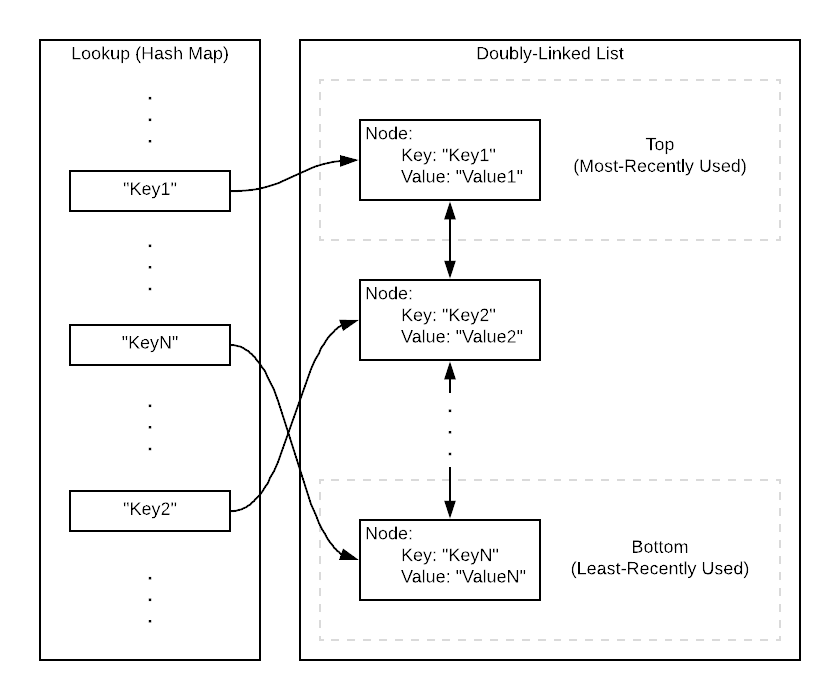 Lookup (Hash Map)
"Key1"
"KeyN"
"Key2"
Doubly-Linked List
Node:
Key: "Key1"
Value: "Value1"
Top
(Most-Recently Used)
Node:
Key: "Key2"
Value: "Value2"
Node:
Key: "KeyN"
Value: "ValueN"
Bottom
(Least-Recently Used)